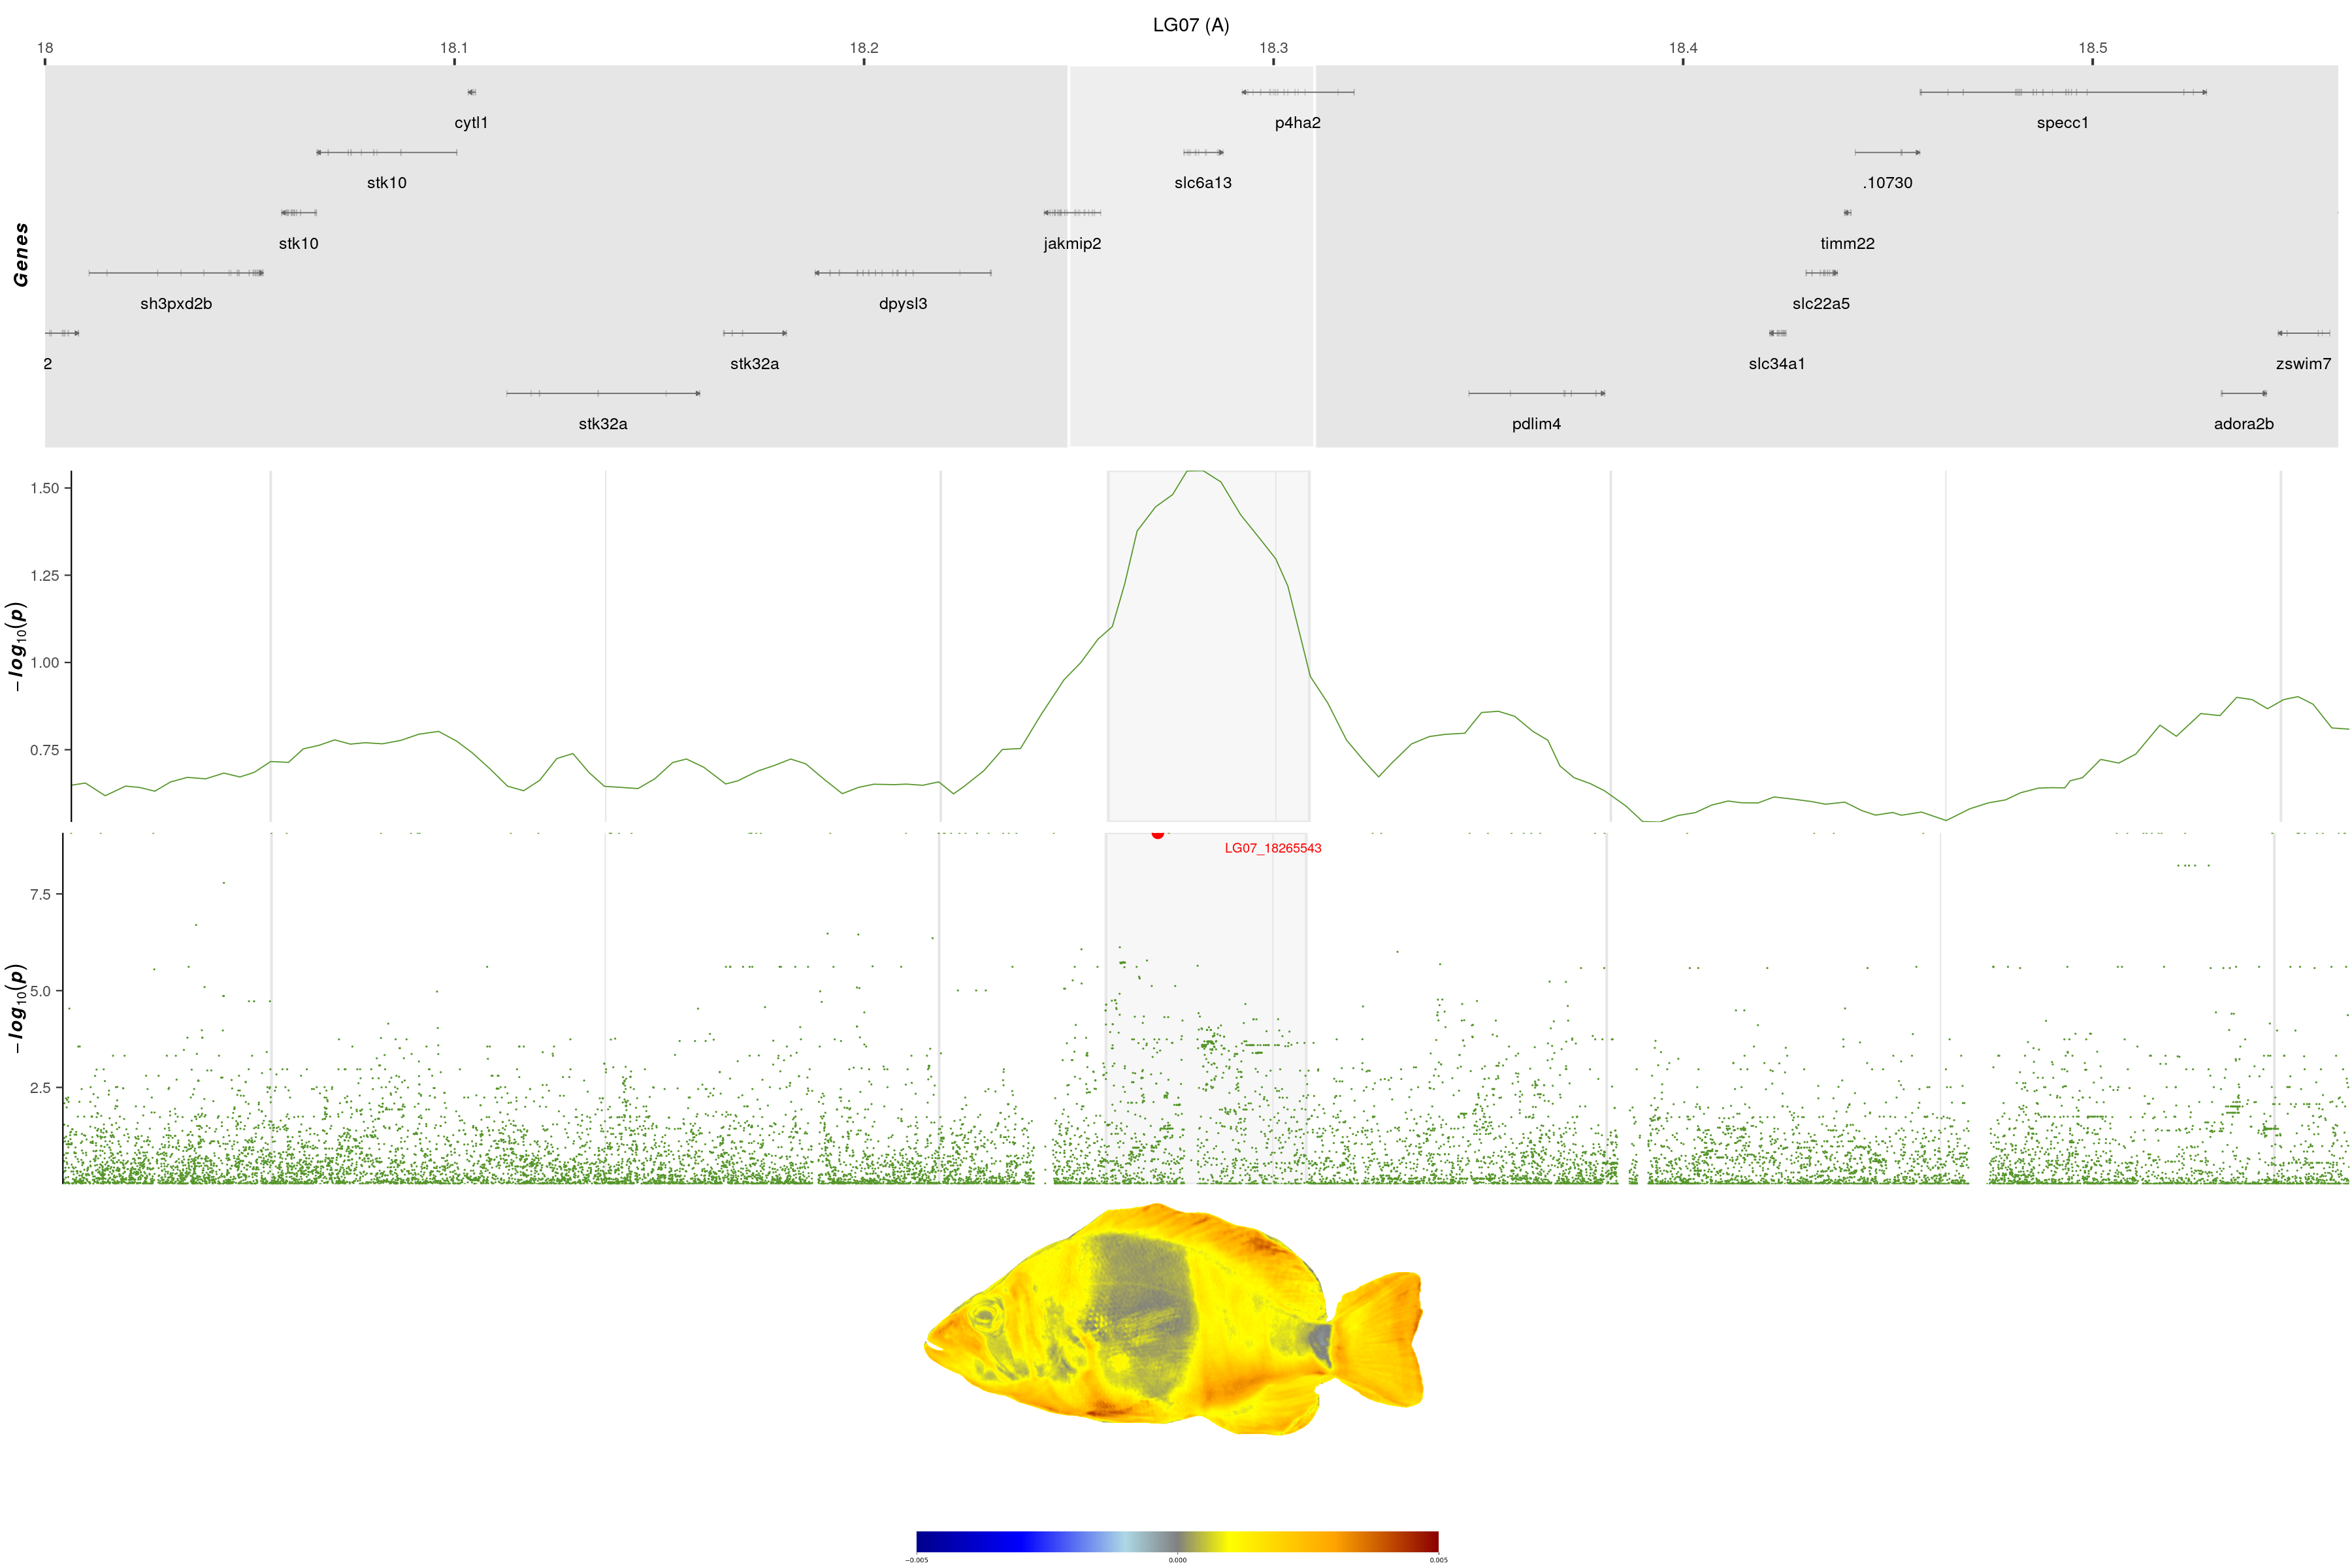 LG07 (A)
18 18.1 18.2 18.3 18.4 18.5
Genes
cytl1 p4ha2 specc1
stk10 slc6a13 .10730
stk10 jakmip2 timm22
sh3pxd2b dpysl3 slc22a5
2 stk32a slc34a1 zswim7
stk32a pdlim4 adora2b
−log10(p)
1.50
1.25
1.00
0.75
LG07_18265543
−log10(p)
7.5
5.0
2.5
−0.005 0.000 0.005